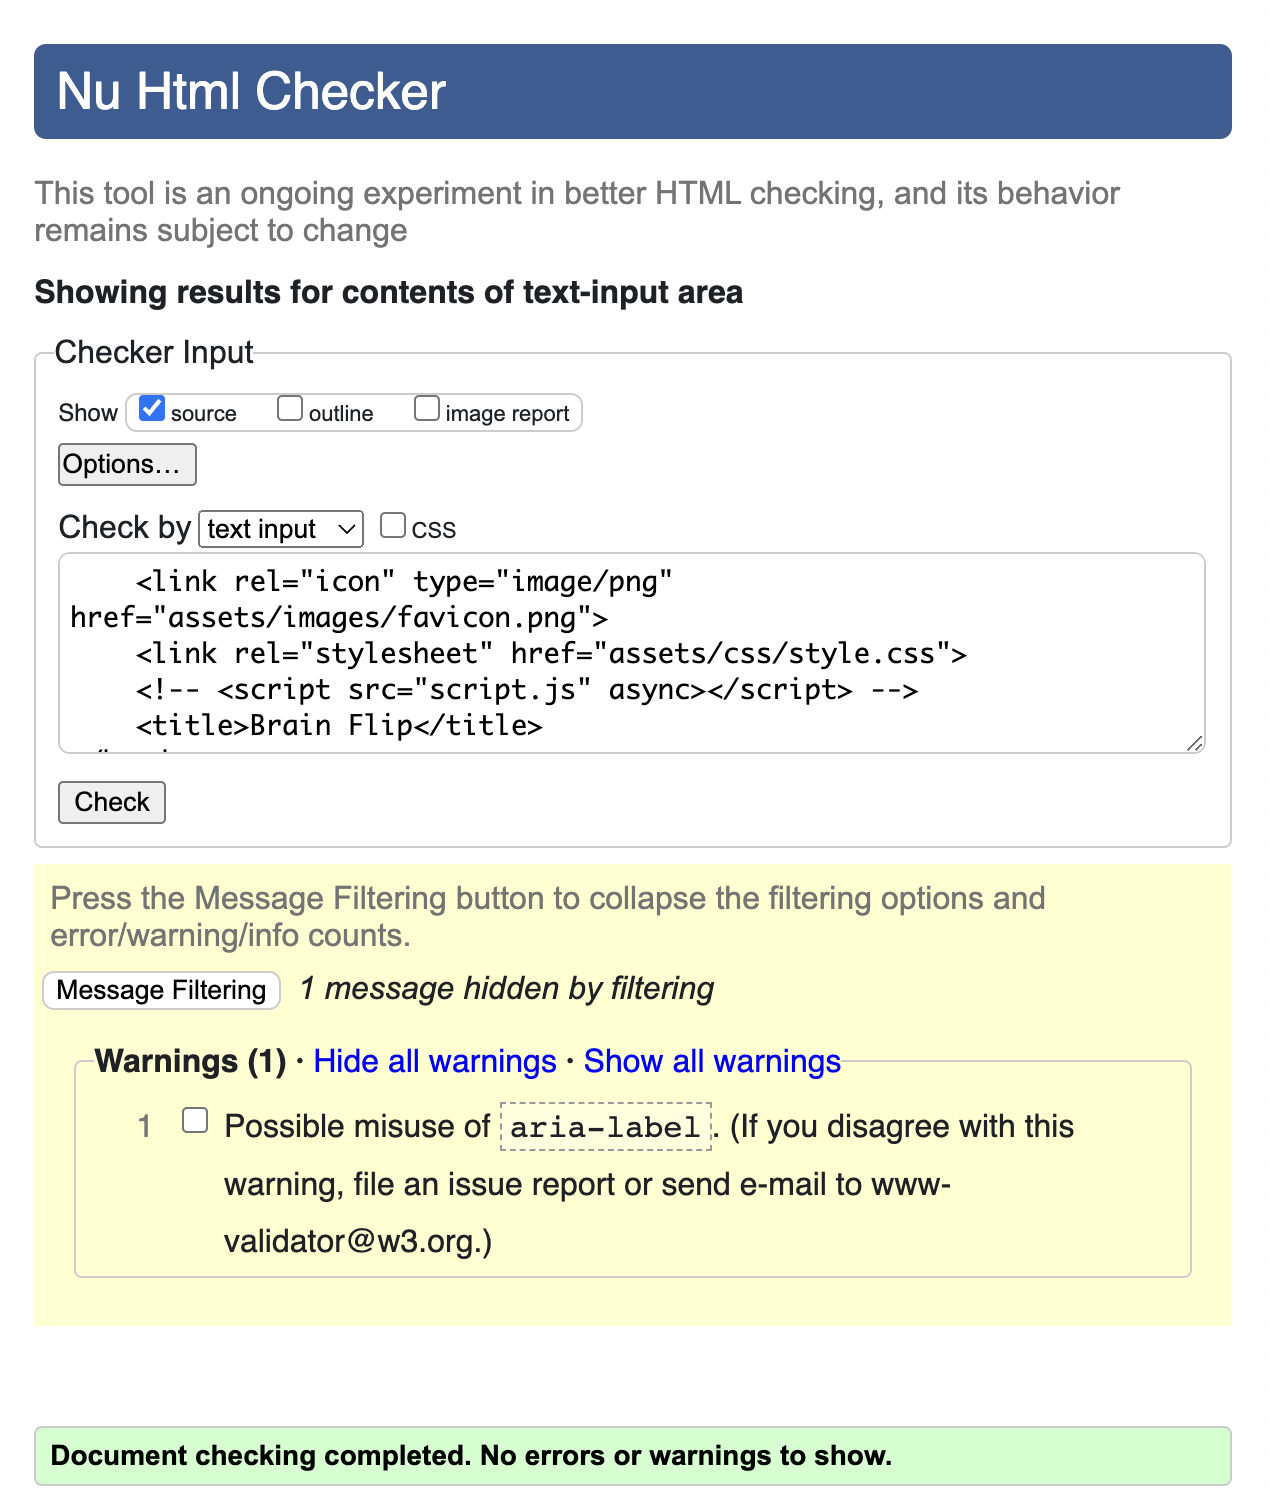 Nu Html Checker
This tool is an ongoing experiment in better HTML checking, and its behavior
remains subject to change
Showing results for contents of text-input area
Checker Input
Show source outline image report
Options...
Check by text input CSS
<link rel="icon" type="image/png"
href="assets/images/favicon.png">
<link rel="stylesheet" href="assets/css/style.css">
<!-- <script src="script.js" async></script> -->
<title>Brain Flip</title>
Check
Press the Message Filtering button to collapse the filtering options and
error/warning/info counts.
Message Filtering 1 message hidden by filtering
Warnings (1) · Hide all warnings · Show all warnings
1 Possible misuse of aria-label. (If you disagree with this
warning, file an issue report or send e-mail to www-
validator@w3.org.)
Document checking completed. No errors or warnings to show.